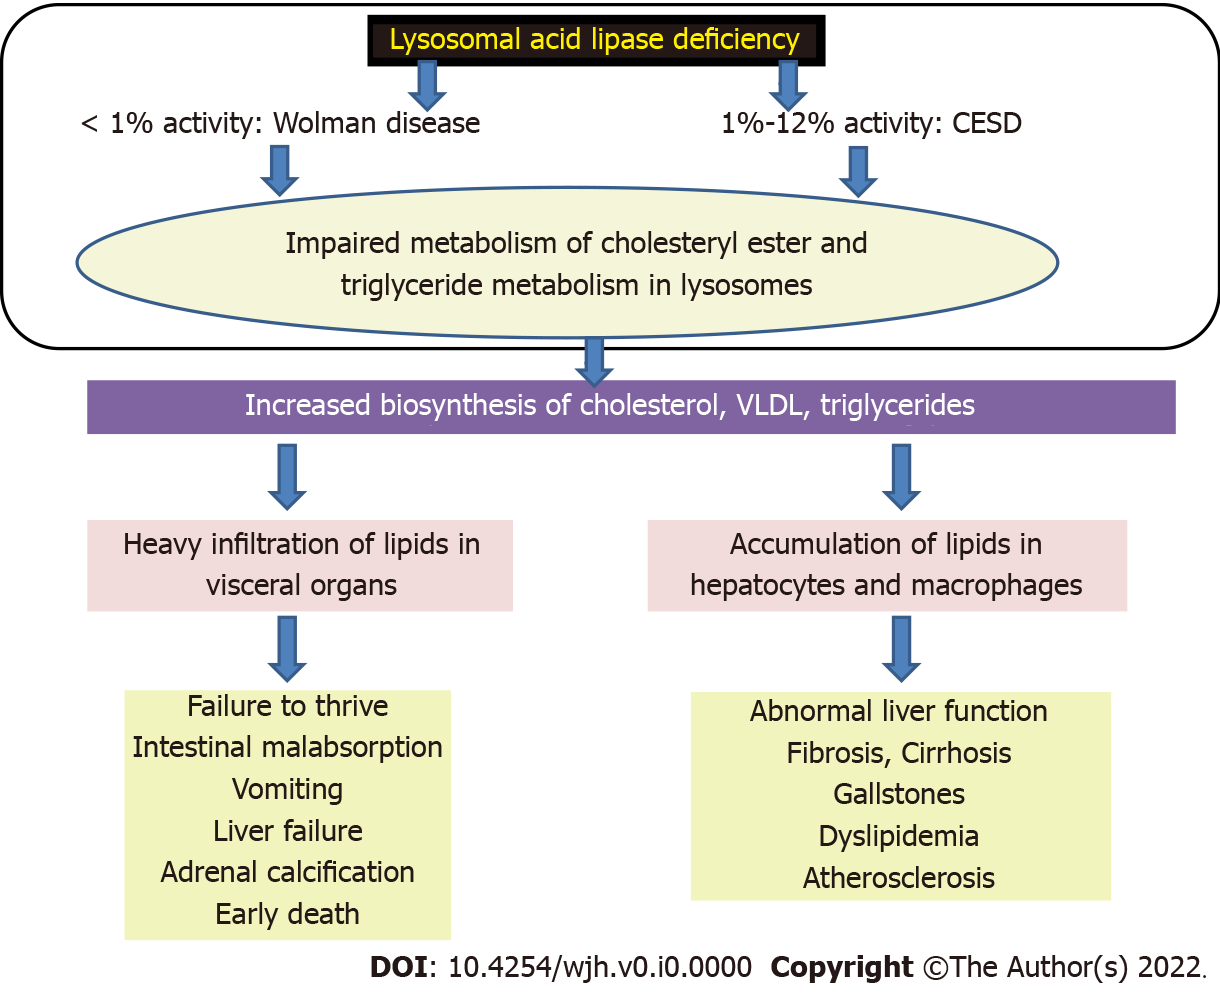 Lysosomal acid lipase deficiency
< 1% activity: Wolman disease
1%-12% activity: CESD
Impaired metabolism of cholesteryl ester and
triglyceride metabolism in lysosomes
Increased biosynthesis of cholesterol, VLDL, triglycerides
Heavy infiltration of lipids in
visceral organs
Accumulation of lipids in
hepatocytes and macrophages
Failure to thrive
Intestinal malabsorption
Vomiting
Liver failure
Adrenal calcification
Early death
Abnormal liver function
Fibrosis, Cirrhosis
Gallstones
Dyslipidemia
Atherosclerosis
DOI: 10.4254/wjh.v0.i0.0000 Copyright ©The Author(s) 2022.